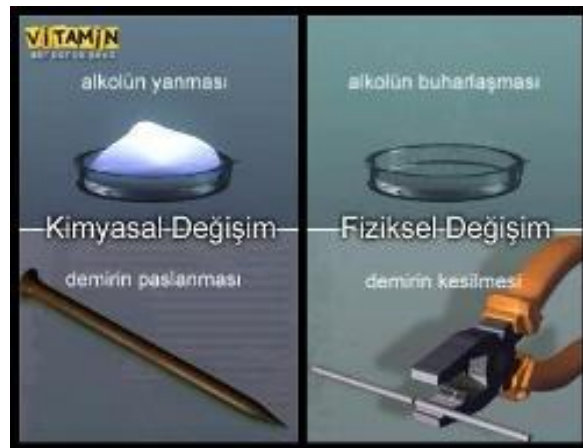 VİTAMİN
alkolün yanması
alkolün buharlaşması
Kimyasal Değişim
Fiziksel Değişim
demirin paslanması
demirin kesilmesi